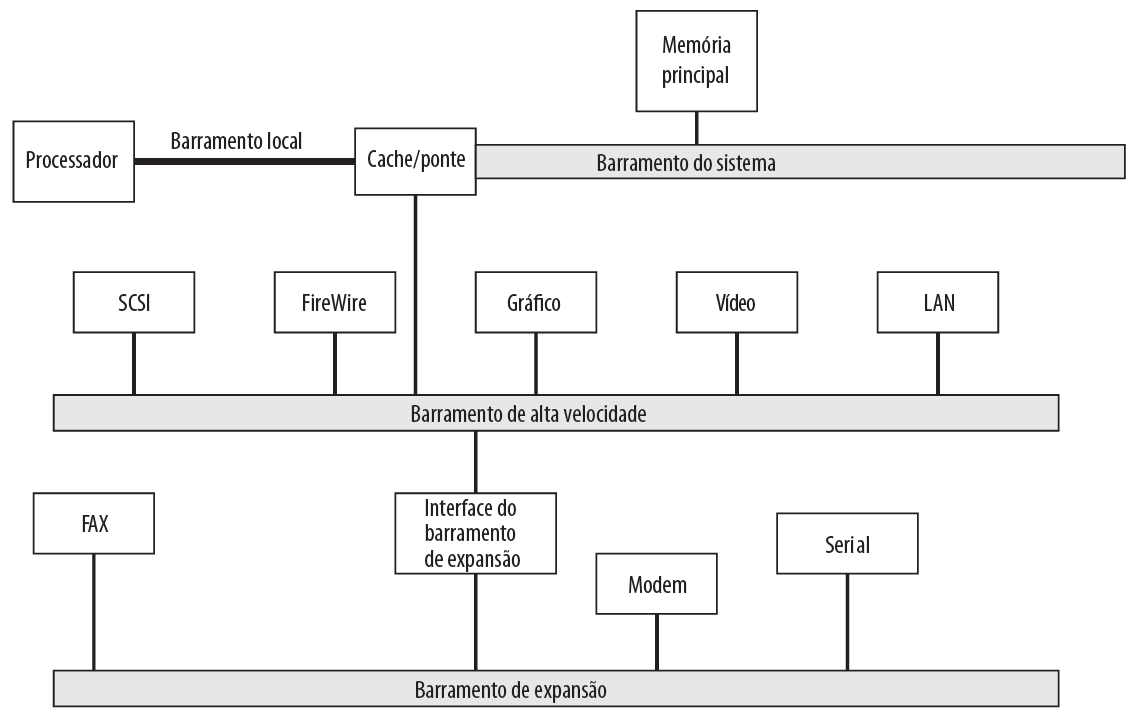 Memória
principal
Processador
Barramento local
Cache/ponte
Barramento do sistema
SCSI
FireWire
Gráfico
Vídeo
LAN
Barramento de alta velocidade
FAX
Interface do
barramento
de expansão
Modem
Serial
Barramento de expansão